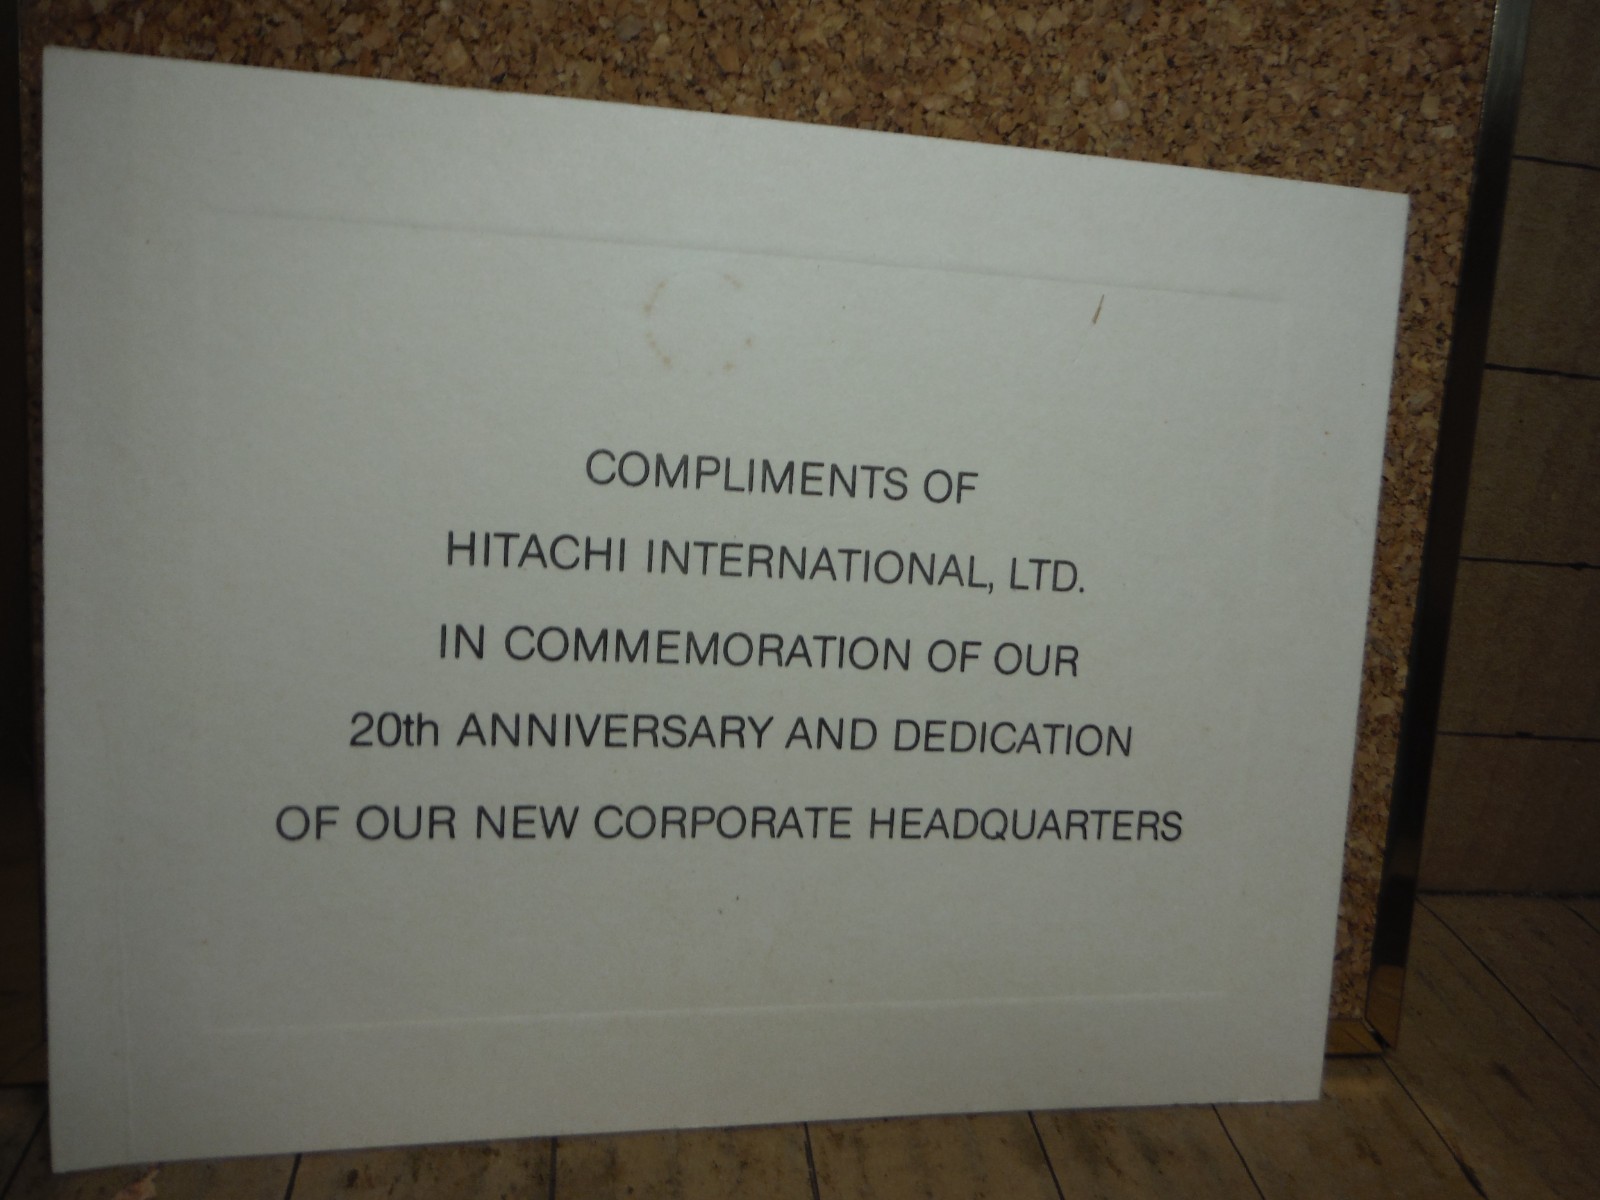 COMPLIMENTS OF
HITACHI INTERNATIONAL, LTD.
IN COMMEMORATION OF OUR
20th ANNIVERSARY AND DEDICATION
OF OUR NEW CORPORATE HEADQUARTERS